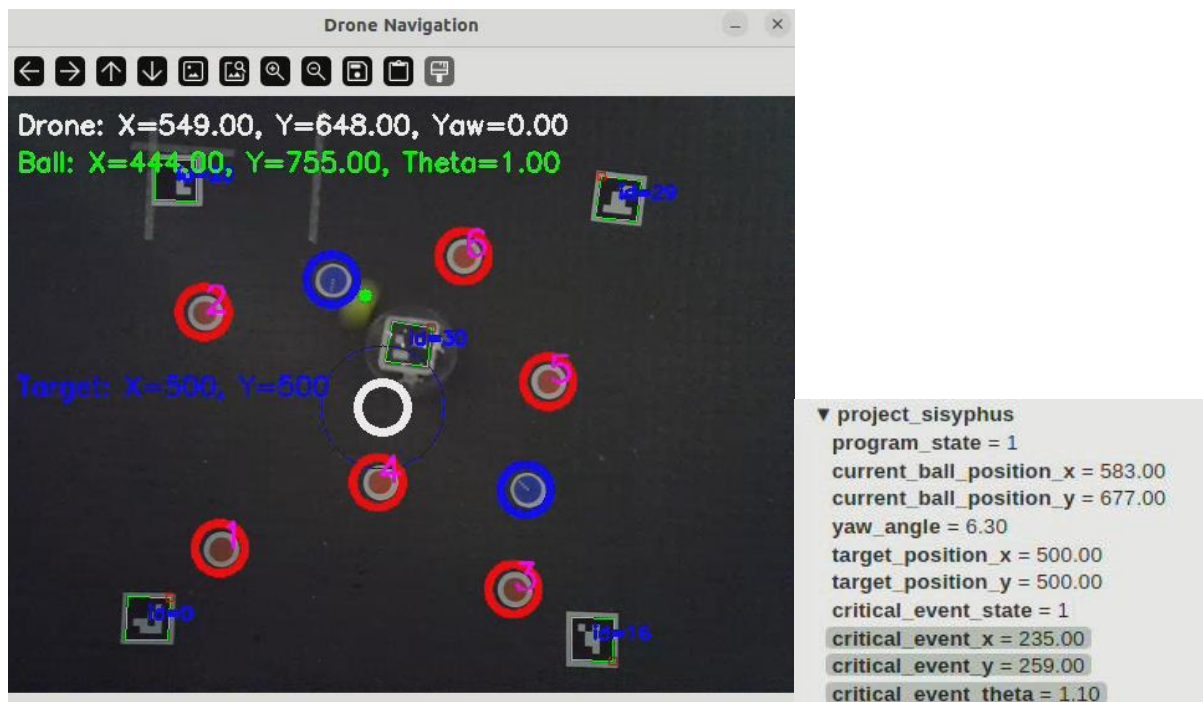 Drone Navigation
Drone: X=549.00, Y=648.00, Yaw=0.00
Ball: X=444.00, Y=755.00, Theta=1.00
id=29
6
2
id=30
5
Target: X=500, Y=500
4
1
3
id=0
id=16
▼ project_sisyphus
program_state = 1
current_ball_position_x = 583.00
current_ball_position_y = 677.00
yaw_angle = 6.30
target_position_x = 500.00
target_position_y = 500.00
critical_event_state = 1
critical_event_x = 235.00
critical_event_y = 259.00
critical_event_theta = 1.10